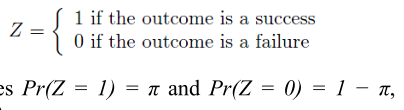 Z = { 1 if the outcome is a success
0 if the outcome is a failure
es Pr(Z = 1) = π and Pr(Z = 0) = 1 − π,